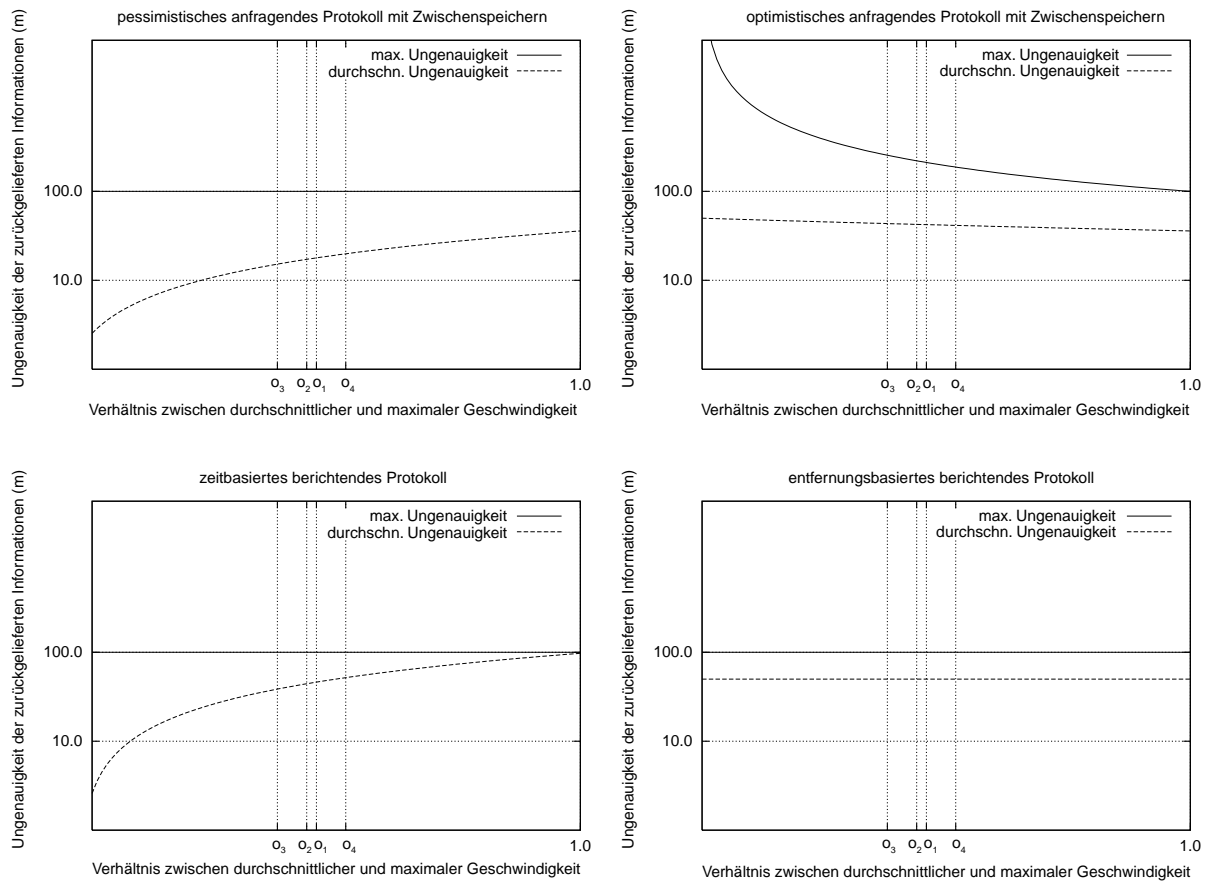 pessimistisches anfragendes Protokoll mit Zwischenspeichern
Ungenauigkeit der zurückgelieferten Informationen (m)
max. Ungenauigkeit
durchschn. Ungenauigkeit
100.0
10.0
o₃ o₂ o₁ o₄ 1.0
Verhältnis zwischen durchschnittlicher und maximaler Geschwindigkeit
optimistisches anfragendes Protokoll mit Zwischenspeichern
Ungenauigkeit der zurückgelieferten Informationen (m)
max. Ungenauigkeit
durchschn. Ungenauigkeit
100.0
10.0
o₃ o₂ o₁ o₄ 1.0
Verhältnis zwischen durchschnittlicher und maximaler Geschwindigkeit
zeitbasiertes berichtendes Protokoll
Ungenauigkeit der zurückgelieferten Informationen (m)
max. Ungenauigkeit
durchschn. Ungenauigkeit
100.0
10.0
o₃ o₂ o₁ o₄ 1.0
Verhältnis zwischen durchschnittlicher und maximaler Geschwindigkeit
entfernungsbasiertes berichtendes Protokoll
Ungenauigkeit der zurückgelieferten Informationen (m)
max. Ungenauigkeit
durchschn. Ungenauigkeit
100.0
10.0
o₃ o₂ o₁ o₄ 1.0
Verhältnis zwischen durchschnittlicher und maximaler Geschwindigkeit